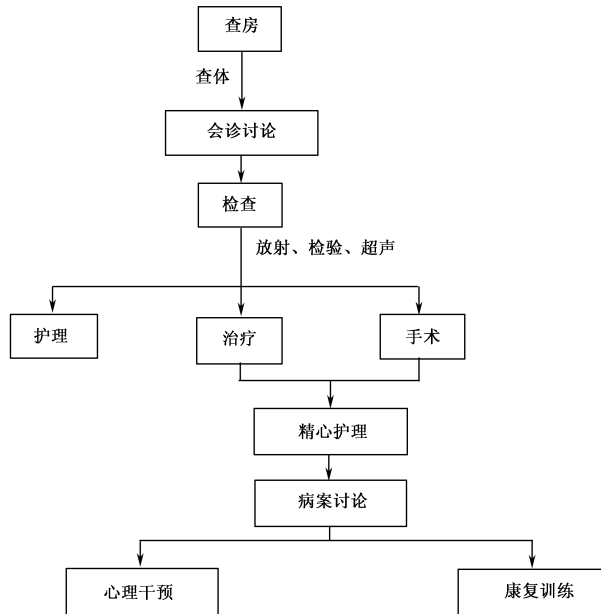 查房
查体
会诊讨论
检查
放射、检验、超声
护理
治疗
手术
精心护理
病案讨论
心理干预
康复训练